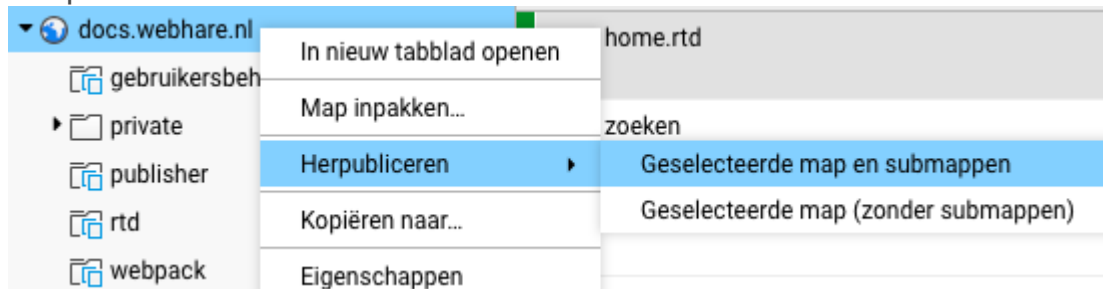 docs.webhare.nl
gebruikersbeh
private
publisher
rtd
webpack
In nieuw tabblad openen
Map inpakken...
Herpubliceren
Kopiëren naar...
Eigenschappen
home.rtd
zoeken
Geselecteerde map en submappen
Geselecteerde map (zonder submappen)